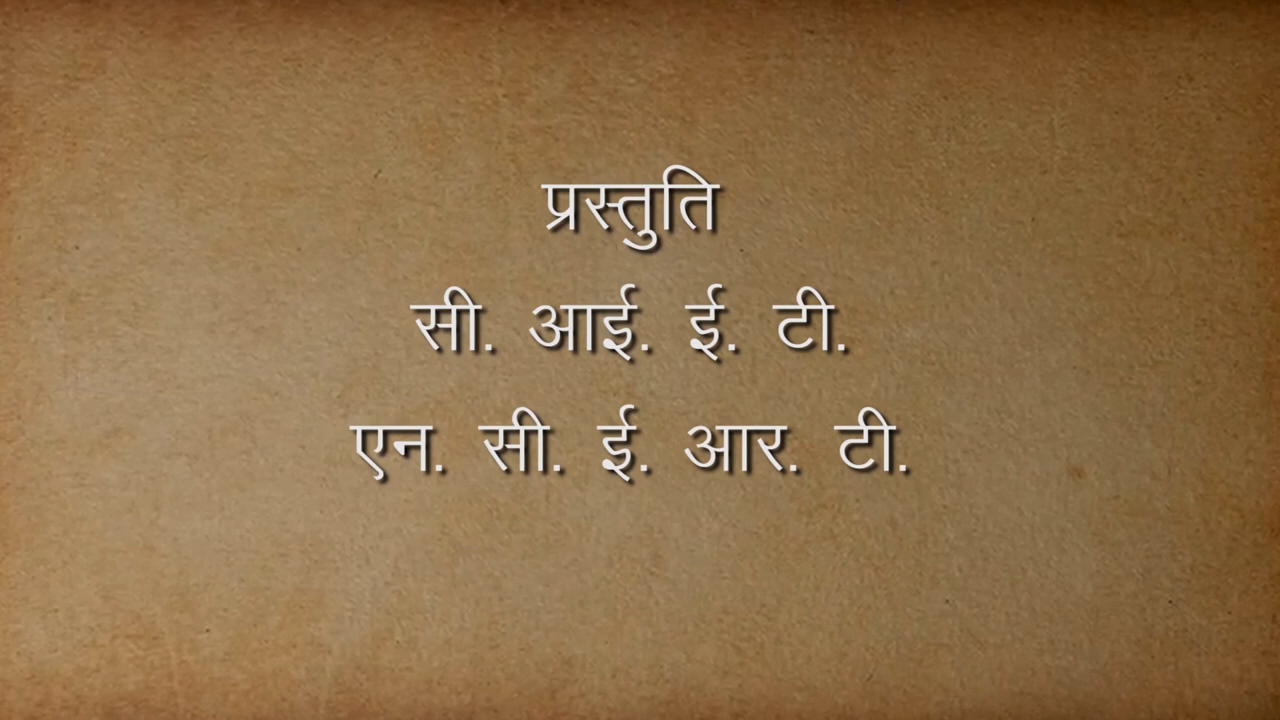 प्रस्तुति
सी. आई. ई. टी.
एन. सी. ई. आर. टी.